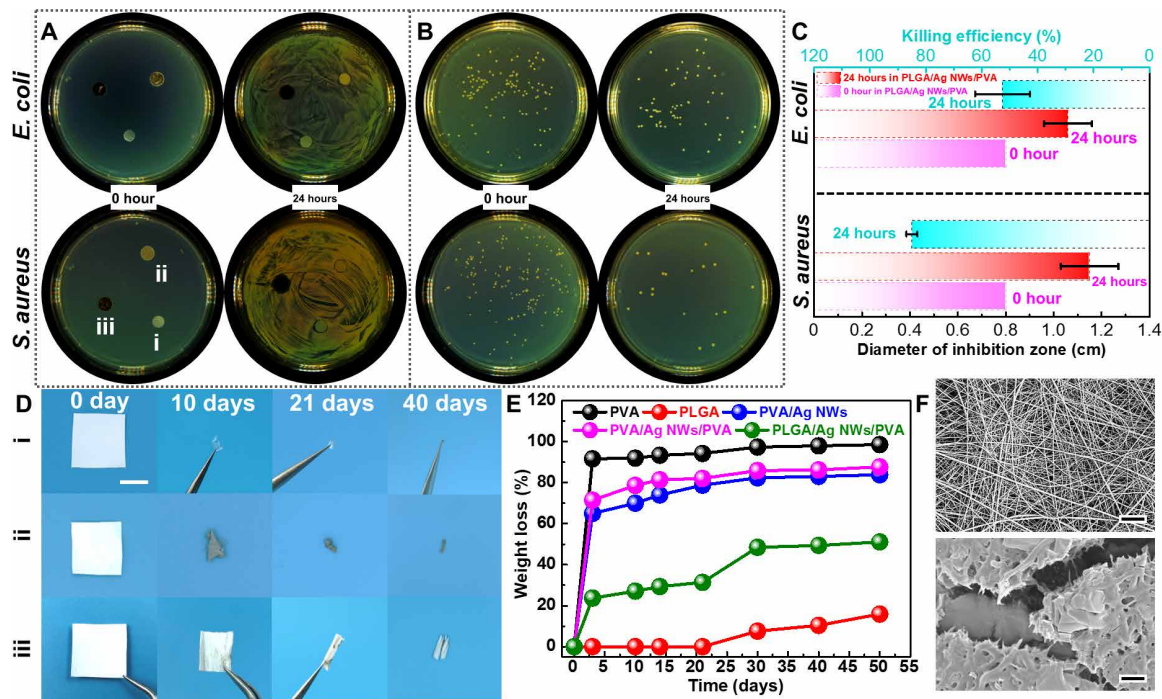 A
B
C
E. coli
0 hour
24 hours
0 hour
24 hours
S. aureus
ii
iii
i
Killing efficiency (%)
120 100 80 60 40 20 0
24 hours in PLGA/Ag NWs/PVA
0 hour in PLGA/Ag NWs/PVA
24 hours
24 hours
0 hour
E. coli
24 hours
24 hours
0 hour
S. aureus
0 0.2 0.4 0.6 0.8 1.0 1.2 1.4
Diameter of inhibition zone (cm)
D
0 day 10 days 21 days 40 days
i
ii
iii
E
120
100
80
60
40
20
0
Weight loss (%)
PVA PLGA PVA/Ag NWs
PVA/Ag NWs/PVA PLGA/Ag NWs/PVA
0 5 10 15 20 25 30 35 40 45 50 55
Time (days)
F